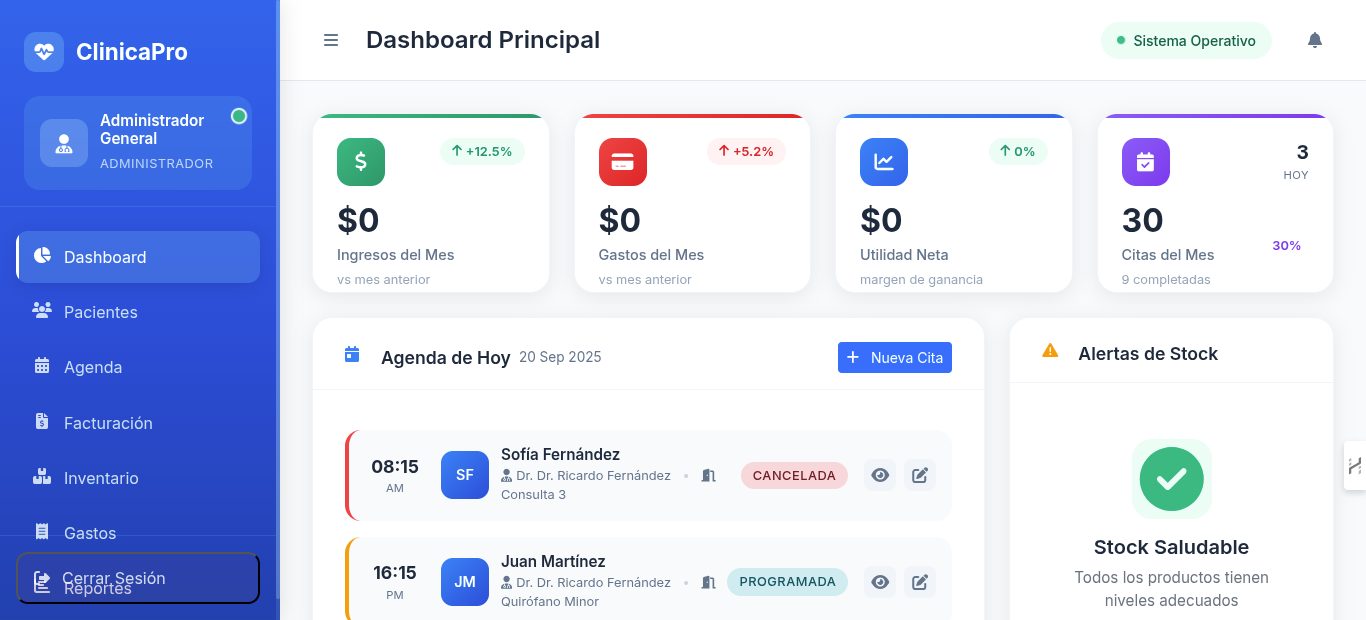 ClinicaPro
Administrador
General
ADMINISTRADOR
Dashboard
Pacientes
Agenda
Facturación
Inventario
Gastos
Cerrar Sesión
Reportes
Dashboard Principal
Sistema Operativo
+12.5%
$0
Ingresos del Mes
vs mes anterior
+5.2%
$0
Gastos del Mes
vs mes anterior
0%
$0
Utilidad Neta
margen de ganancia
3
HOY
30
Citas del Mes
30%
9 completadas
Agenda de Hoy 20 Sep 2025
Nueva Cita
08:15
AM
SF
Sofía Fernández
Dr. Dr. Ricardo Fernández •
Consulta 3
CANCELADA
16:15
PM
JM
Juan Martínez
Dr. Dr. Ricardo Fernández •
Quirófano Minor
PROGRAMADA
Alertas de Stock
Stock Saludable
Todos los productos tienen
niveles adecuados